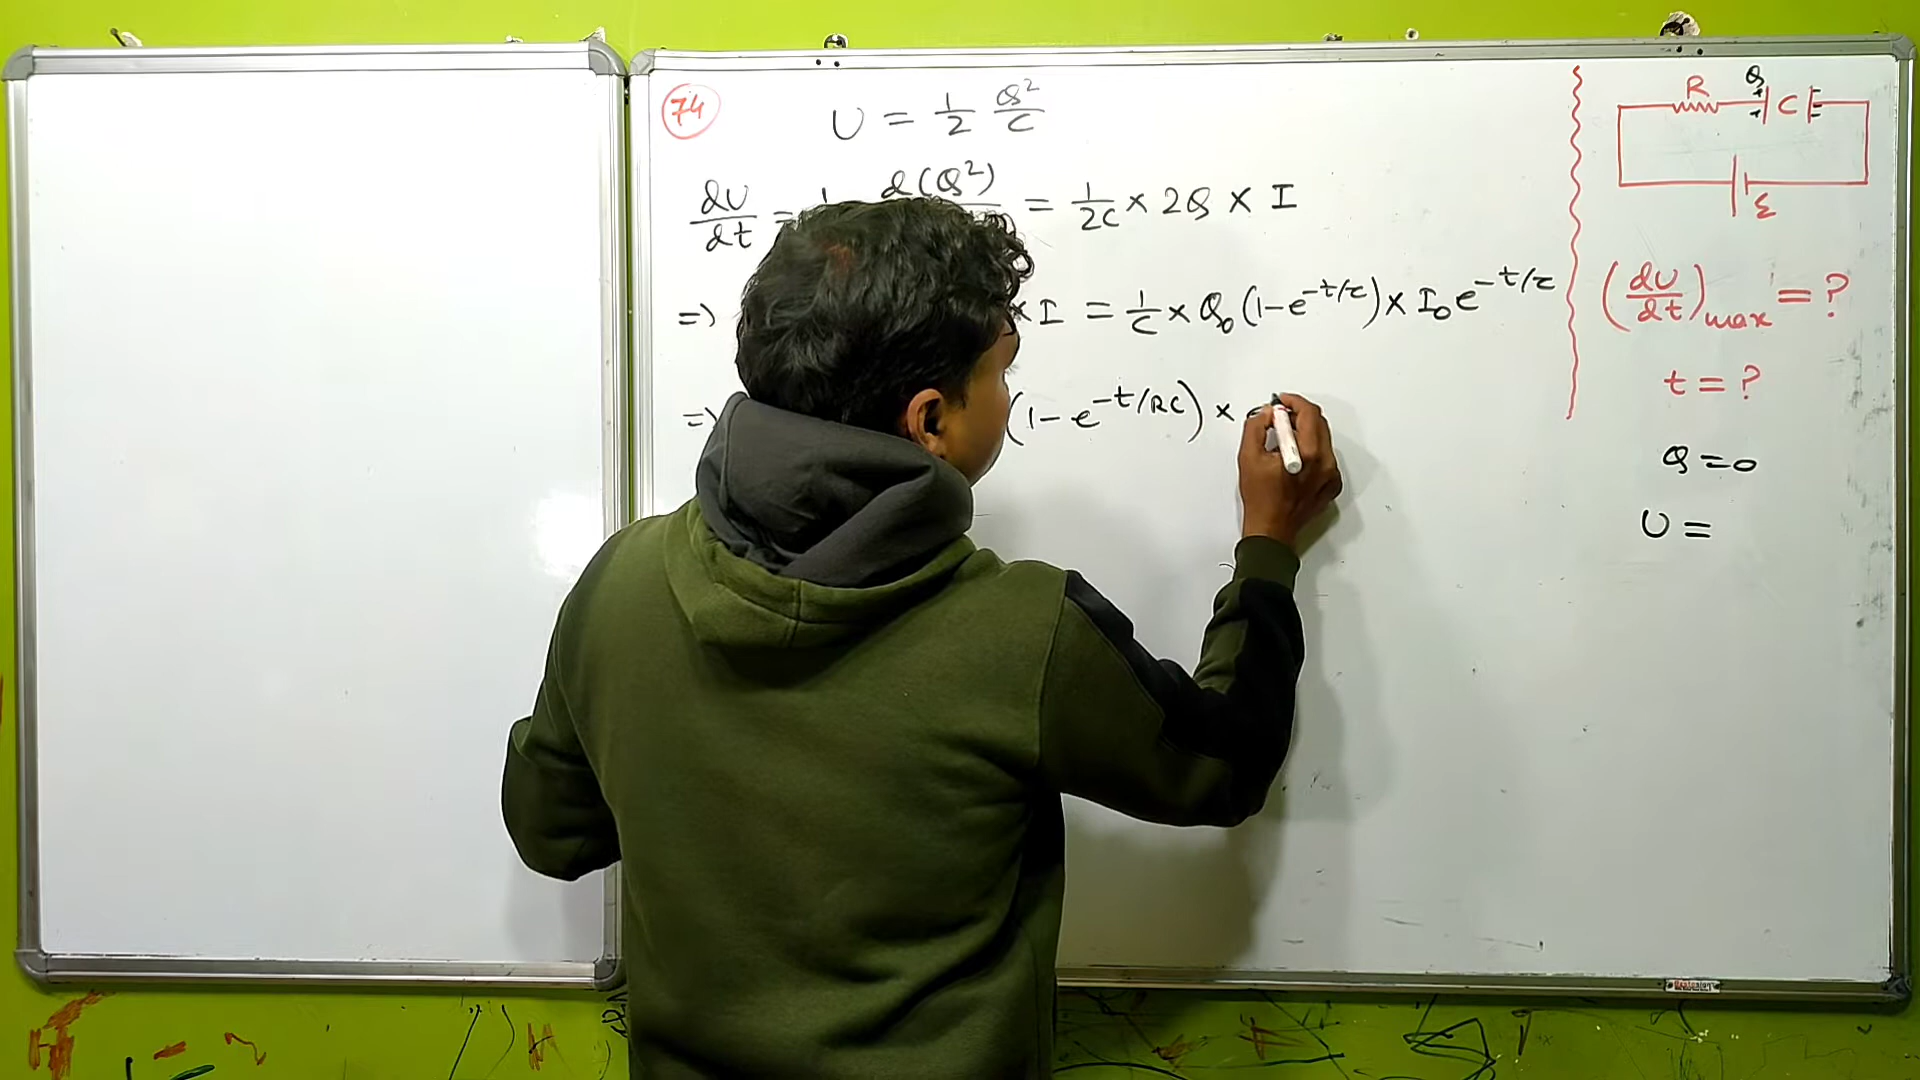 74
U = 1/2 Q²/C
dU/dt = d(Q²) = 1/2C × 2Q × I
=> × I = 1/C × Q₀(1-e^-t/τ) × I₀e^-t/τ
=> (1-e^-t/RC) ×
R Q C
ε
(dU/dt)max = ?
t = ?
Q = 0
U =